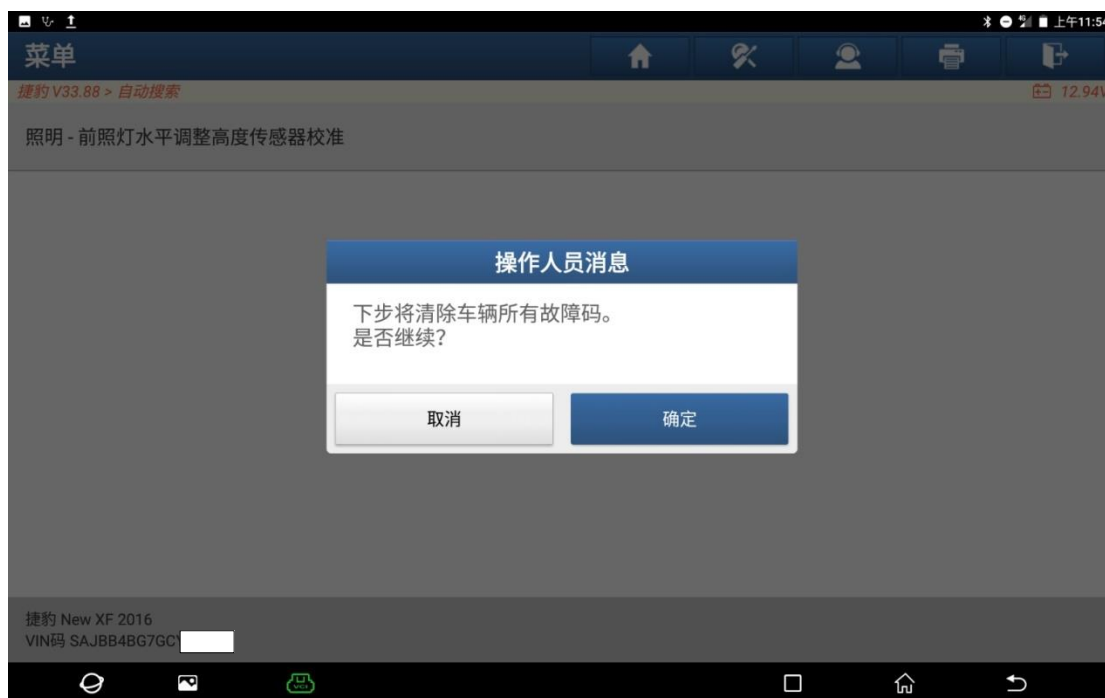 上午11:54
菜单
捷豹 V33.88 > 自动搜索
12.94V
照明 - 前照灯水平调整高度传感器校准
操作人员消息
下步将清除车辆所有故障码。
是否继续?
取消
确定
捷豹 New XF 2016
VIN码 SAJBB4BG7GC
VCI